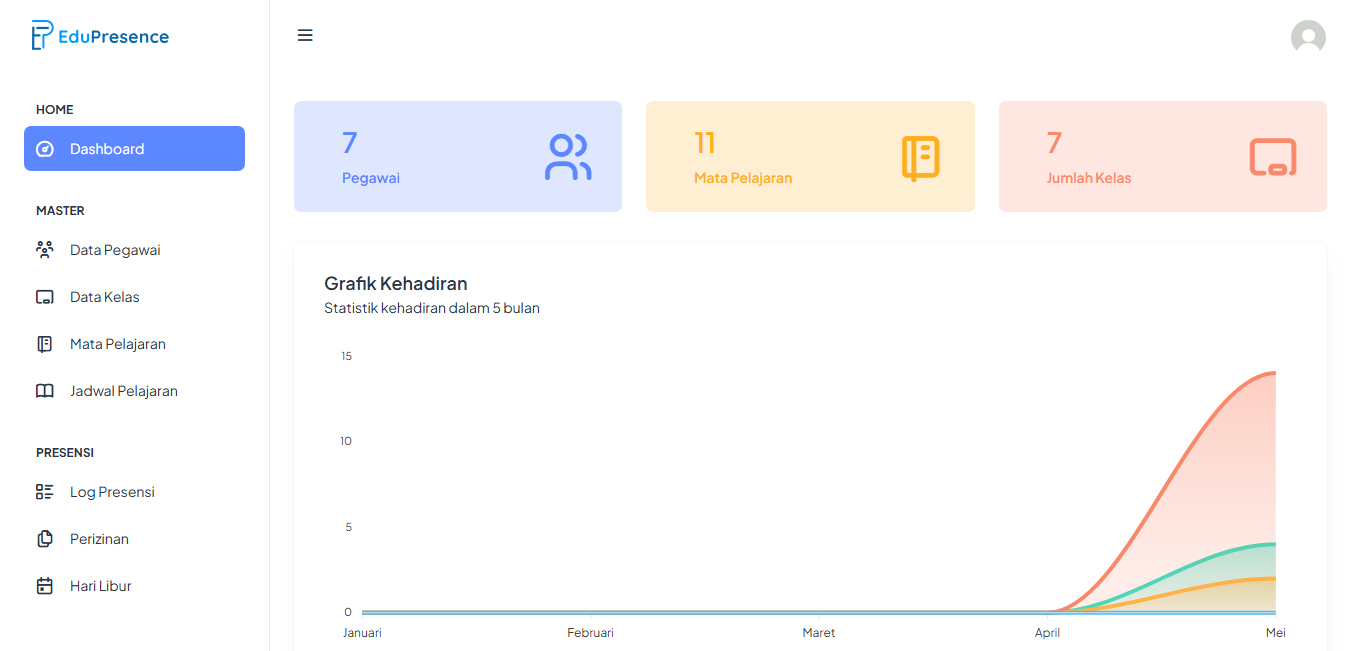 EduPresence
HOME
Dashboard
MASTER
Data Pegawai
Data Kelas
Mata Pelajaran
Jadwal Pelajaran
PRESENSI
Log Presensi
Perizinan
Hari Libur
7
Pegawai
11
Mata Pelajaran
7
Jumlah Kelas
Grafik Kehadiran
Statistik kehadiran dalam 5 bulan
15
10
5
0
Januari Februari Maret April Mei